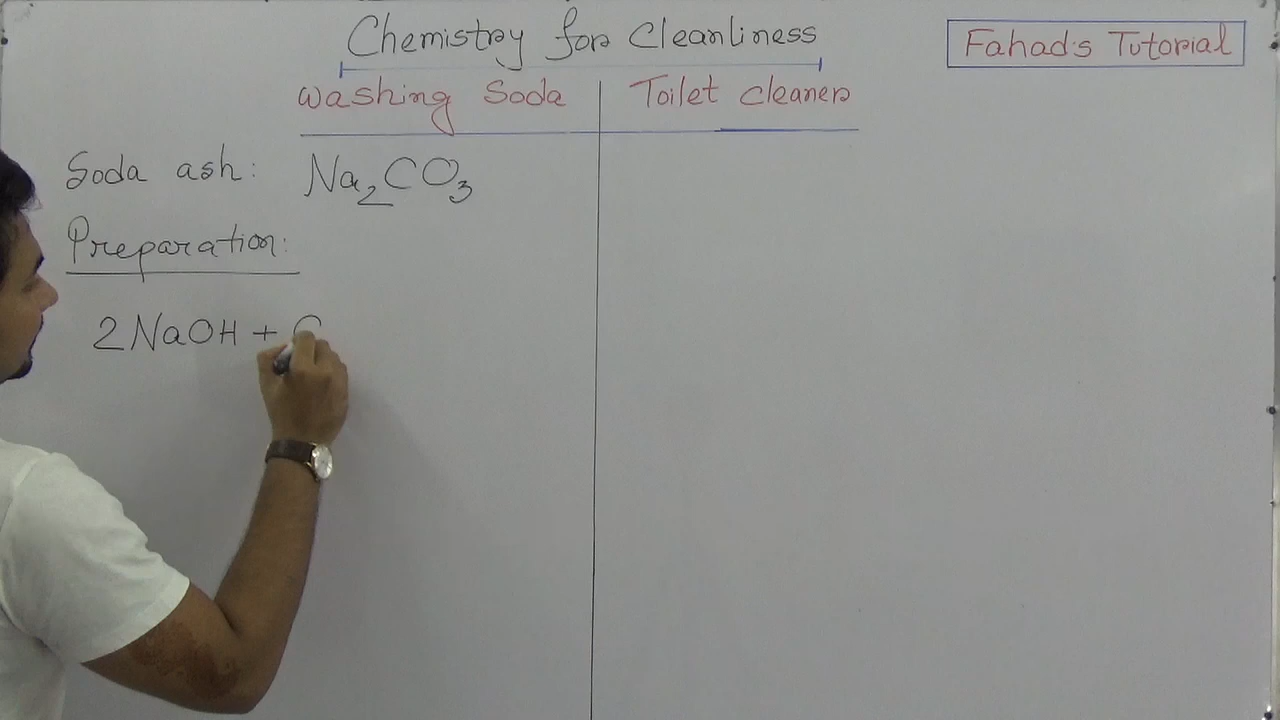 Chemistry for Cleanliness
Fahad's Tutorial
Washing Soda
Toilet cleaner
Soda ash: Na₂CO₃
Preparation:
2NaOH + C